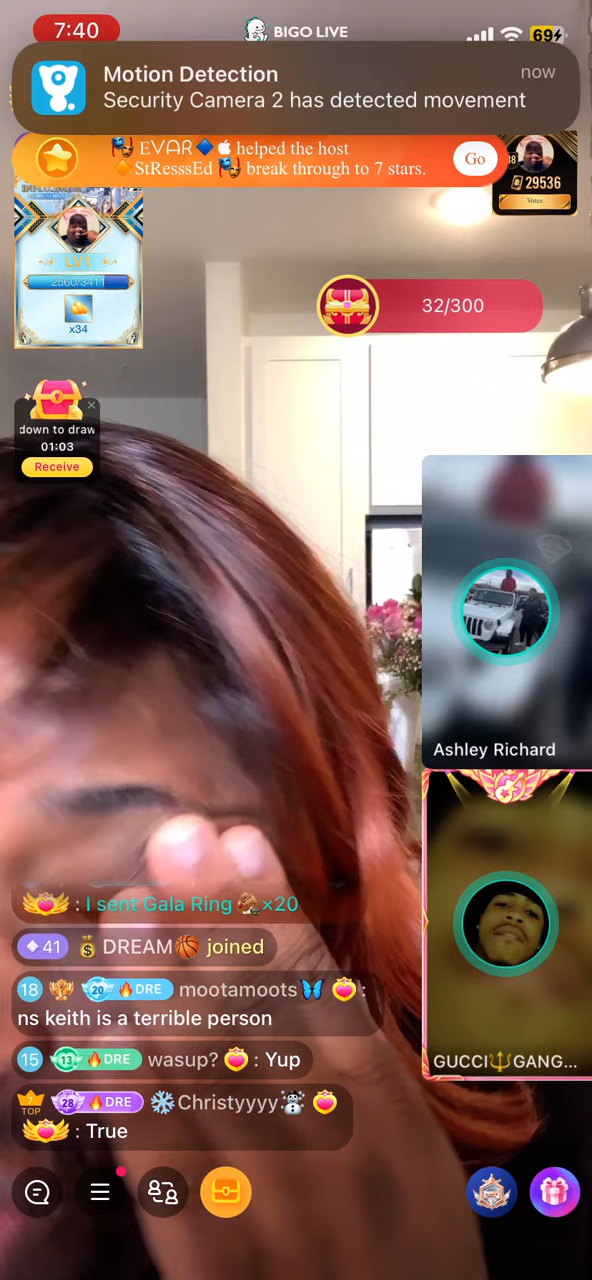 7:40
BIGO LIVE
69
Motion Detection
now
Security Camera 2 has detected movement
EVAR helped the host
StResssEd break through to 7 stars.
Go
29536
Votes
LV1
2560/3411
x34
32/300
down to draw
01:03
Receive
Ashley Richard
: I sent Gala Ring x20
41 DREAM joined
18 20 DRE mootamoots :
ns keith is a terrible person
15 13 DRE wasup? : Yup
7 TOP 28 DRE Christyyyy
: True
GUCCI GANG...